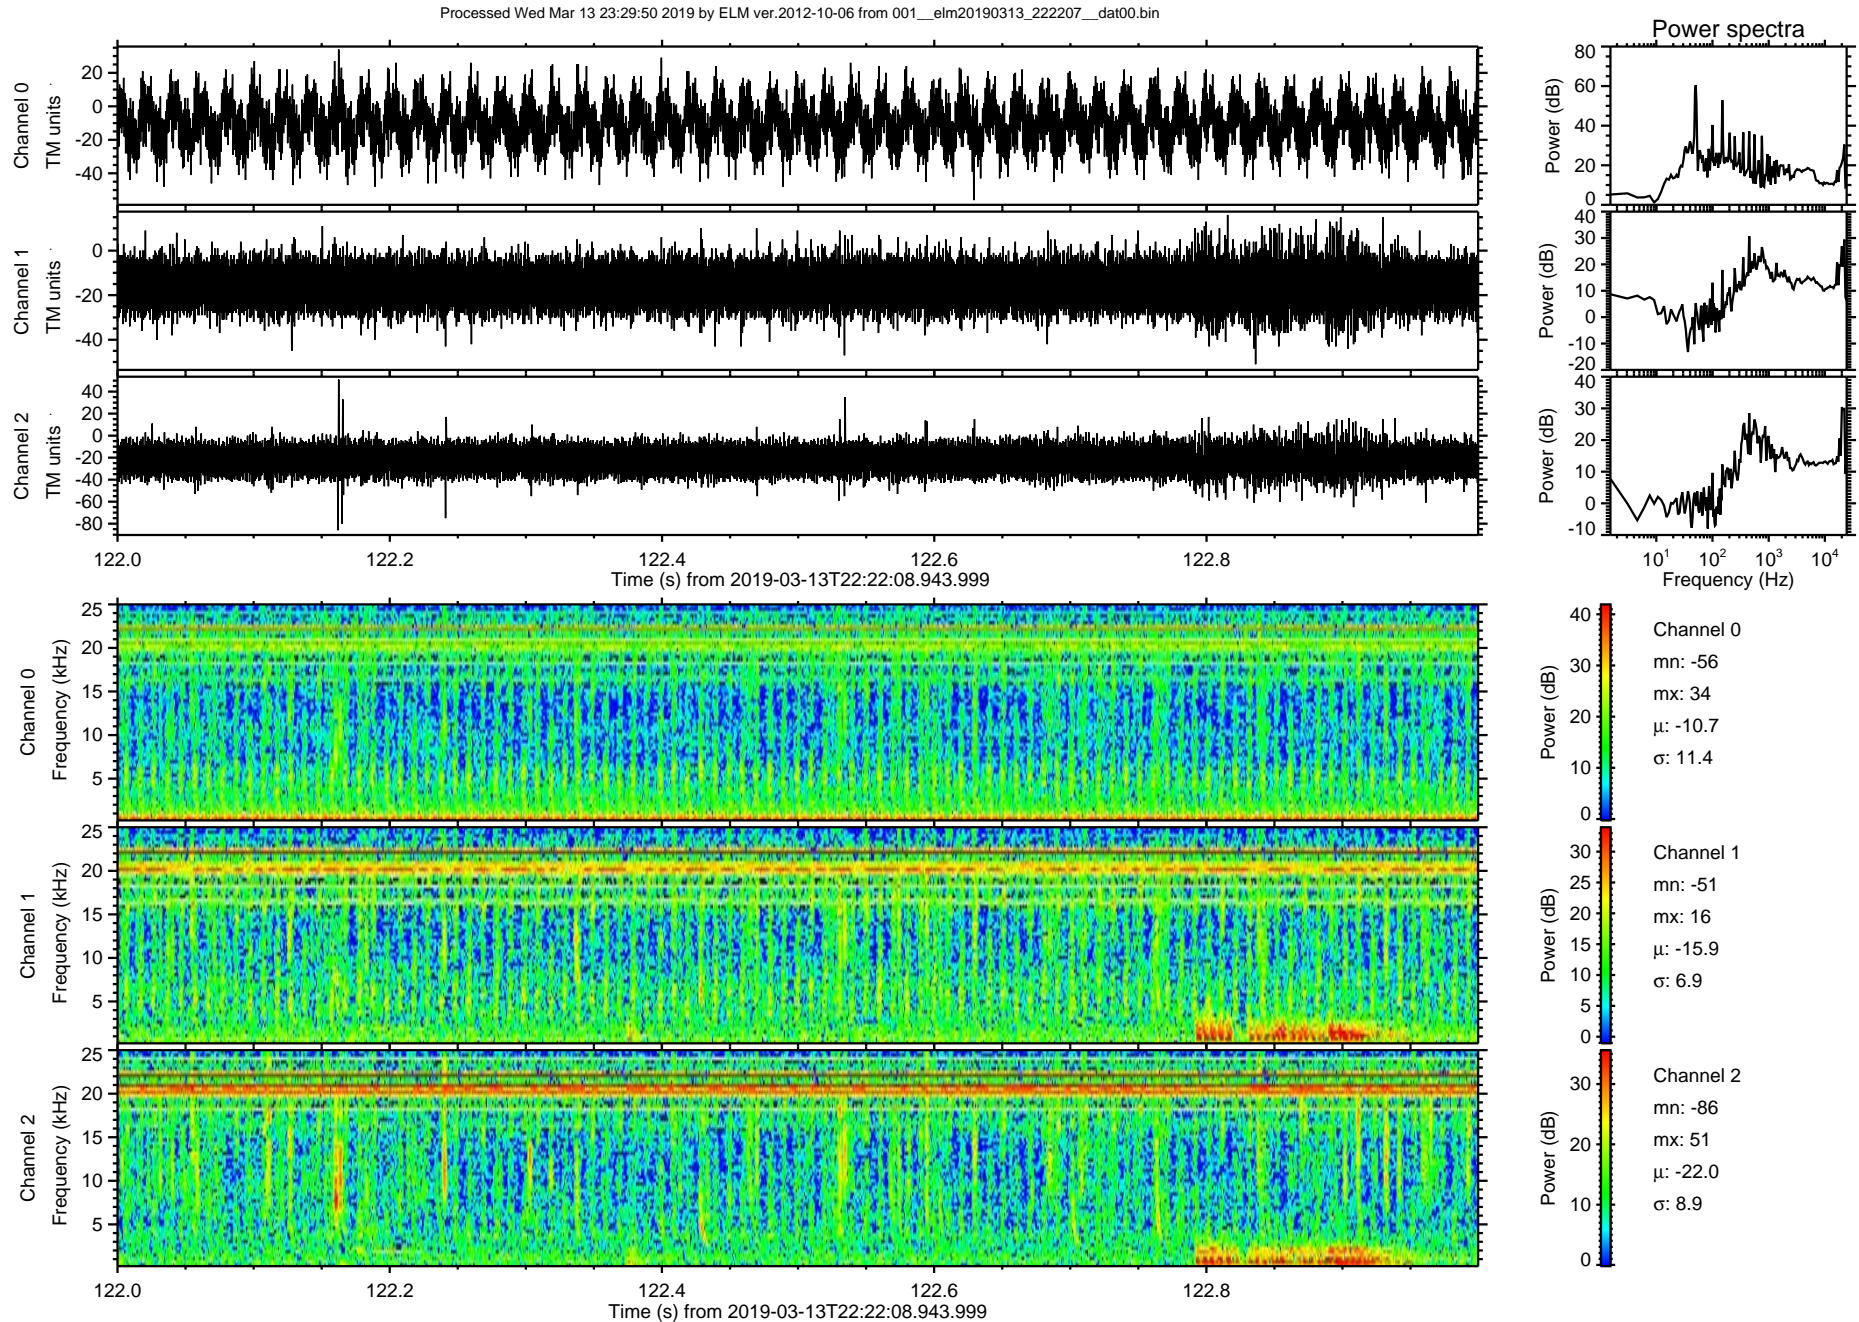 Processed Wed Mar 13 23:29:50 2019 by ELM ver.2012-10-06 from 001__elm20190313_222207__dat00.bin
Power spectra
Channel 0
TM units
20
0
-20
-40
Power (dB)
80
60
40
20
0
Channel 1
TM units
0
-20
-40
Power (dB)
40
30
20
10
0
-10
-20
Channel 2
TM units
40
20
0
-20
-40
-60
-80
Power (dB)
40
30
20
10
0
-10
122.0 122.2 122.4 122.6 122.8
Time (s) from 2019-03-13T22:22:08.943.999
10^1 10^2 10^3 10^4
Frequency (Hz)
Channel 0
Frequency (kHz)
25
20
15
10
5
Power (dB)
40
30
20
10
0
Channel 0
mn: -56
mx: 34
μ: -10.7
σ: 11.4
Channel 1
Frequency (kHz)
25
20
15
10
5
Power (dB)
30
25
20
15
10
5
0
Channel 1
mn: -51
mx: 16
μ: -15.9
σ: 6.9
Channel 2
Frequency (kHz)
25
20
15
10
5
Power (dB)
30
20
10
0
Channel 2
mn: -86
mx: 51
μ: -22.0
σ: 8.9
122.0 122.2 122.4 122.6 122.8
Time (s) from 2019-03-13T22:22:08.943.999